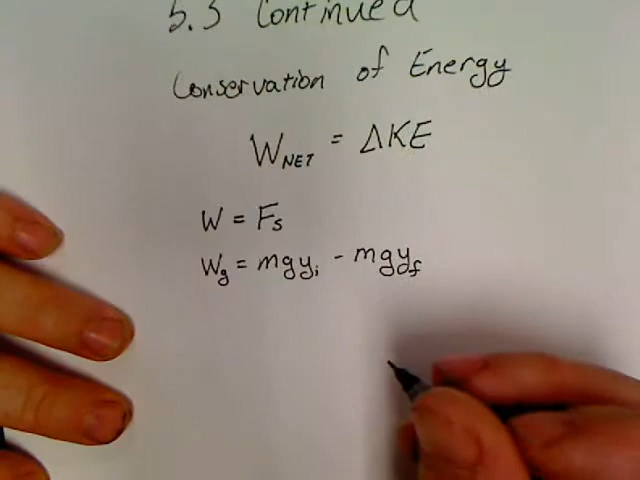 5.3 Continued
Conservation of Energy
W_NET = ΔKE
W = Fs
W_g = mgy_i - mgy_f